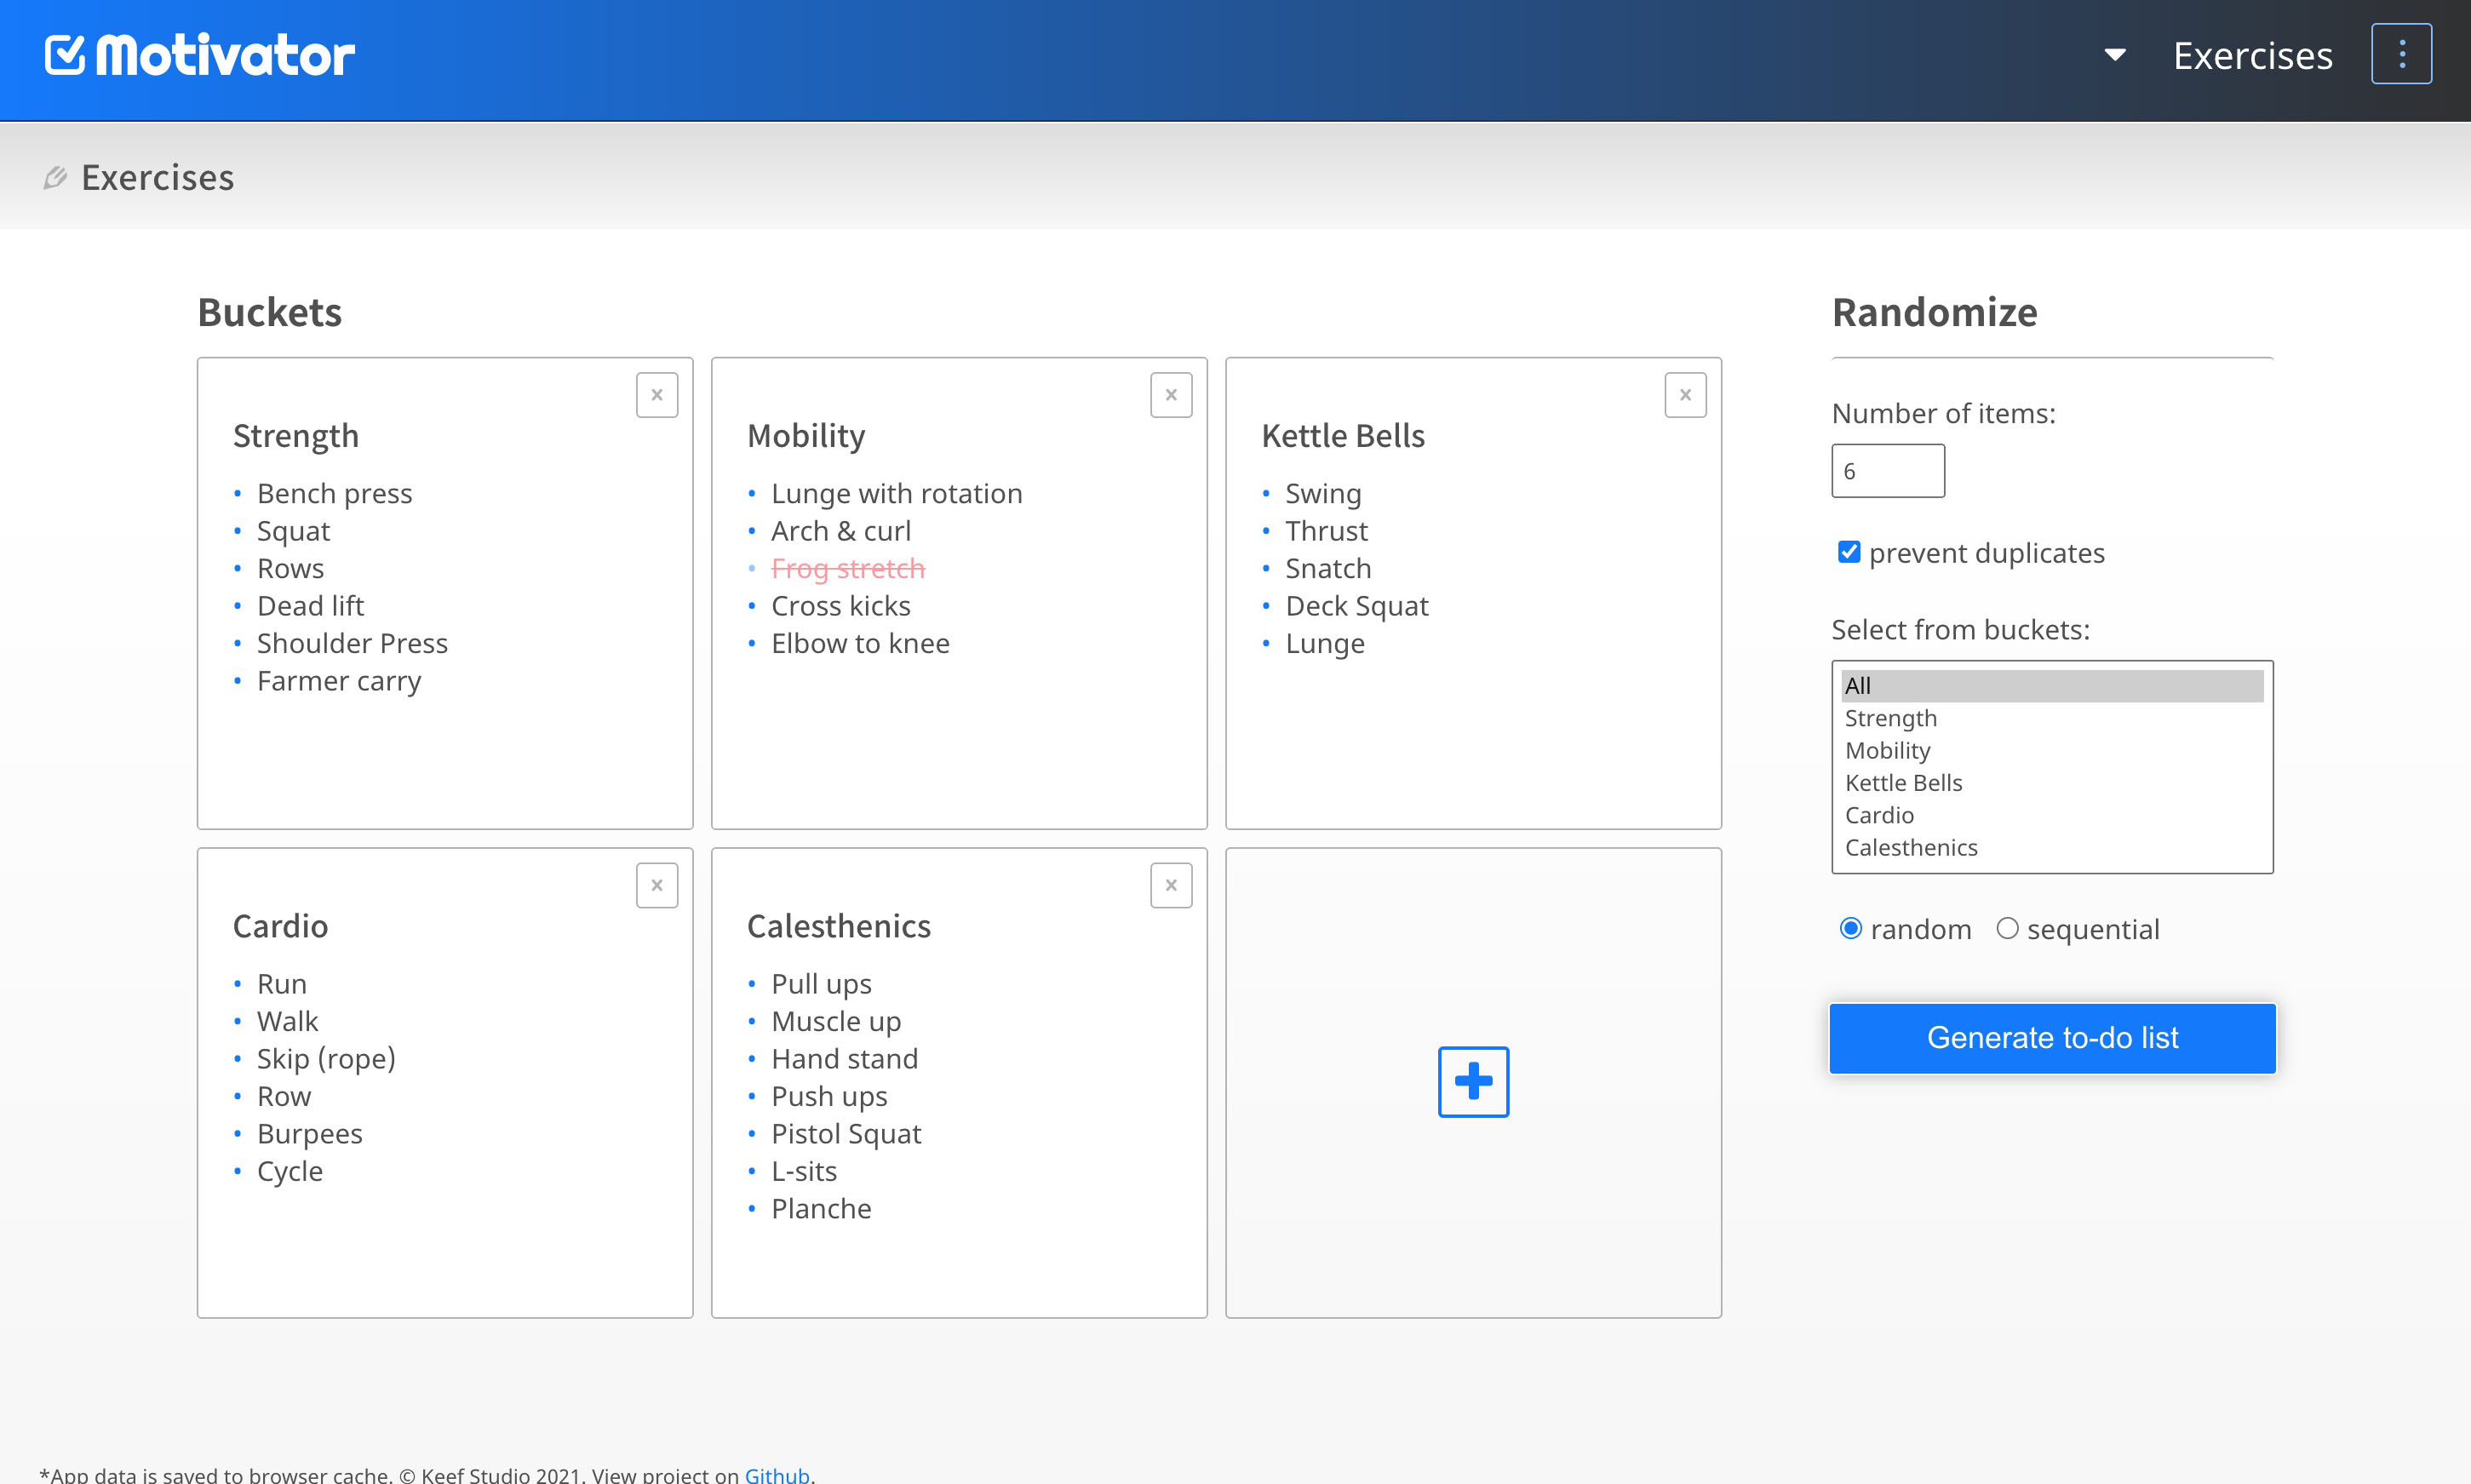 Motivator
Exercises
Exercises
Buckets
Strength
Bench press
Squat
Rows
Dead lift
Shoulder Press
Farmer carry
Mobility
Lunge with rotation
Arch & curl
Frog stretch
Cross kicks
Elbow to knee
Kettle Bells
Swing
Thrust
Snatch
Deck Squat
Lunge
Cardio
Run
Walk
Skip (rope)
Row
Burpees
Cycle
Calesthenics
Pull ups
Muscle up
Hand stand
Push ups
Pistol Squat
L-sits
Planche
Randomize
Number of items:
6
prevent duplicates
Select from buckets:
All
Strength
Mobility
Kettle Bells
Cardio
Calesthenics
random sequential
Generate to-do list
*App data is saved to browser cache. © Keef Studio 2021. View project on Github.